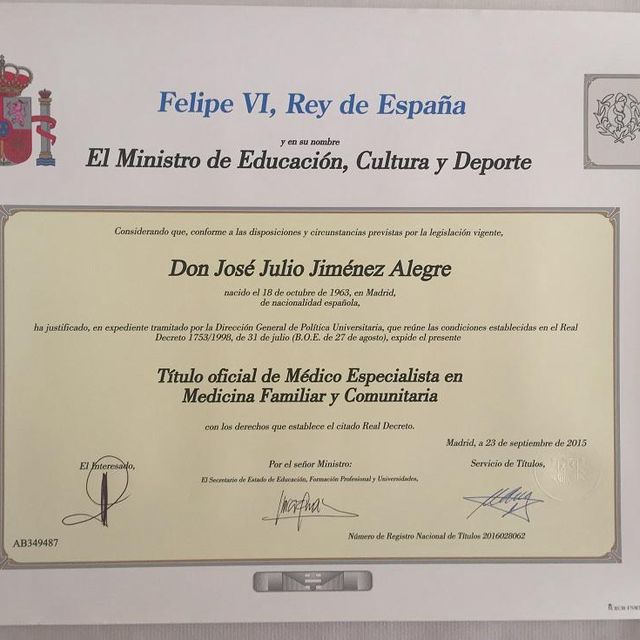 Felipe VI, Rey de España
y en su nombre
El Ministro de Educación, Cultura y Deporte
Considerando que, conforme a las disposiciones y circunstancias previstas por la legislación vigente,
Don José Julio Jiménez Alegre
nacido el 18 de octubre de 1963, en Madrid,
de nacionalidad española,
ha justificado, en expediente tramitado por la Dirección General de Política Universitaria, que reúne las condiciones establecidas en el Real
Decreto 1753/1998, de 31 de julio (B.O.E. de 27 de agosto), expide el presente
Título oficial de Médico Especialista en
Medicina Familiar y Comunitaria
con los derechos que establece el citado Real Decreto.
Madrid, a 23 de septiembre de 2015
El Interesado,
Por el señor Ministro:
Servicio de Títulos,
El Secretario de Estado de Educación, Formación Profesional y Universidades,
AB349487
Número de Registro Nacional de Títulos 2016028062